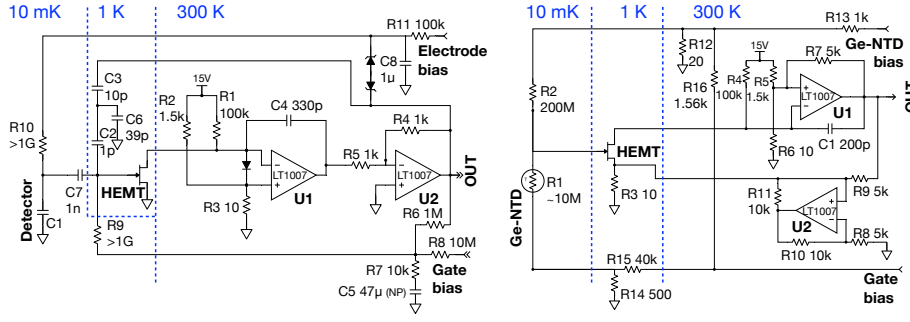 10 mK
1 K
300 K
R11 100k
Electrode
bias
C8
1µ
C3
10p
C6
39p
C2
1p
15V
R2
1.5k
R1
100k
C4 330p
R4 1k
R10
>1G
Detector
C7
1n
C1
HEMT
R3 10
LT1007
U1
R5 1k
LT1007
U2
OUT
R9
>1G
R6 1M
R8 10M
R7 10k
C5 47µ (NP)
Gate
bias
10 mK
1 K
300 K
R13 1k
Ge-NTD
bias
R12
20
15V
R7 5k
R2
200M
R16
1.56k
R4
100k
R5
1.5k
LT1007
U1
OUT
C1 200p
R6 10
HEMT
R3 10
R1
~10M
Ge-NTD
R11
10k
LT1007
U2
R9 5k
R8 5k
R10 10k
R15 40k
R14 500
Gate
bias